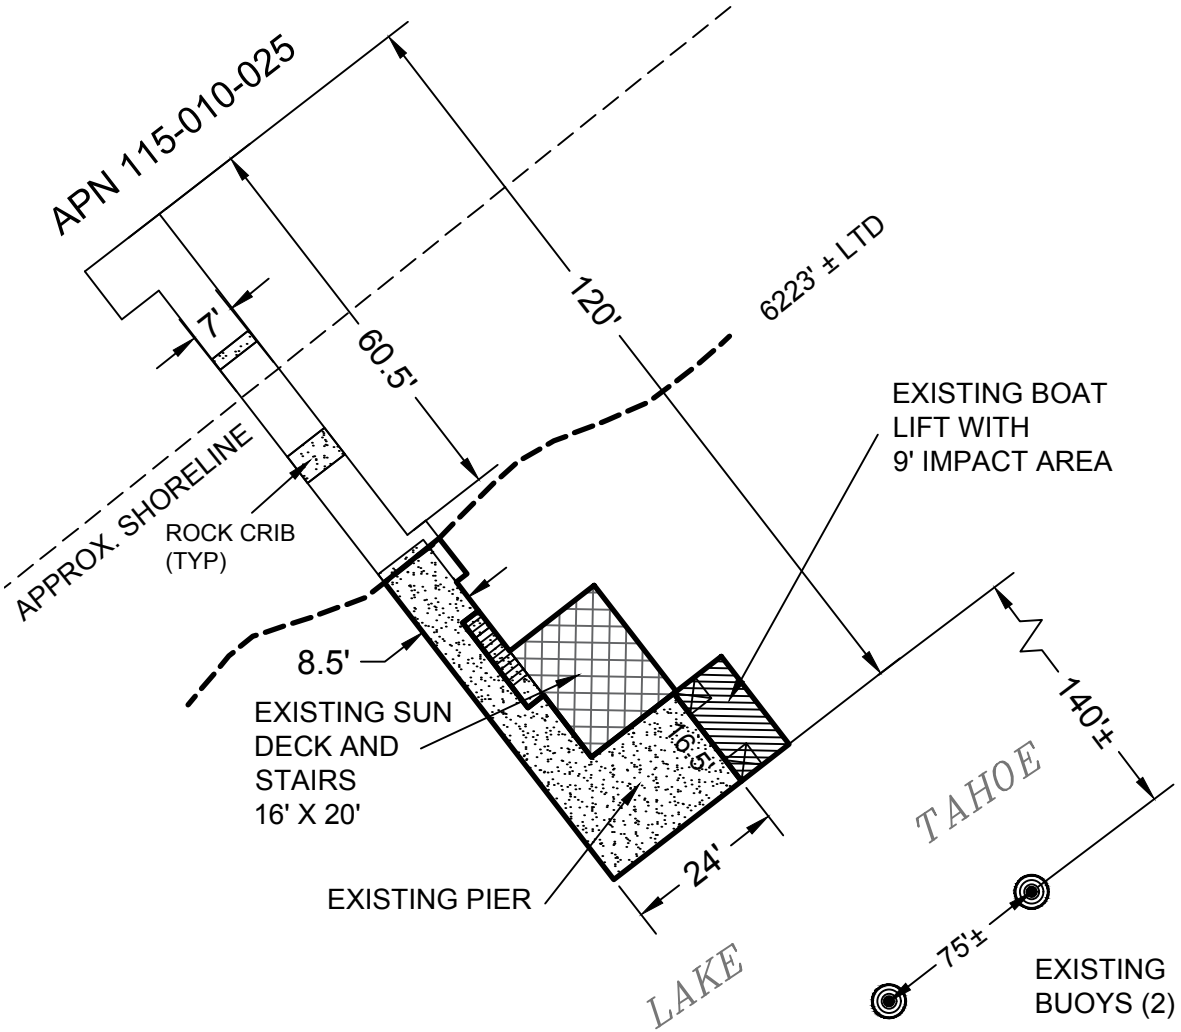 APN 115-010-025
7'
60.5'
120'
6223' ± LTD
APPROX. SHORELINE
ROCK CRIB
(TYP)
EXISTING BOAT
LIFT WITH
9' IMPACT AREA
8.5'
EXISTING SUN
DECK AND
STAIRS
16' X 20'
16.5'
140'±
EXISTING PIER
24'
LAKE TAHOE
75'±
EXISTING
BUOYS (2)